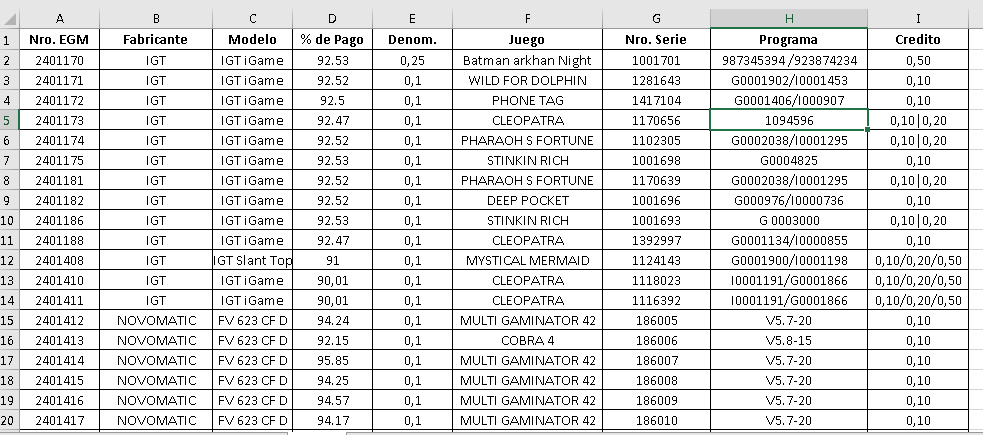 A B C D E F G H I
1 Nro. EGM Fabricante Modelo % de Pago Denom. Juego Nro. Serie Programa Credito
2 2401170 IGT IGT iGame 92.53 0,25 Batman arkhan Night 1001701 987345394 /923874234 0,50
3 2401171 IGT IGT iGame 92.52 0,1 WILD FOR DOLPHIN 1281643 G0001902/I0001453 0,10
4 2401172 IGT IGT iGame 92.5 0,1 PHONE TAG 1417104 G0001406/I000907 0,10
5 2401173 IGT IGT iGame 92.47 0,1 CLEOPATRA 1170656 1094596 0,10|0,20
6 2401174 IGT IGT iGame 92.52 0,1 PHARAOH S FORTUNE 1102305 G0002038/I0001295 0,10|0,20
7 2401175 IGT IGT iGame 92.53 0,1 STINKIN RICH 1001698 G0004825 0,10
8 2401181 IGT IGT iGame 92.52 0,1 PHARAOH S FORTUNE 1170639 G0002038/I0001295 0,10|0,20
9 2401182 IGT IGT iGame 92.52 0,1 DEEP POCKET 1001696 G000976/I0000736 0,10
10 2401186 IGT IGT iGame 92.53 0,1 STINKIN RICH 1001693 G 0003000 0,10|0,20
11 2401188 IGT IGT iGame 92.47 0,1 CLEOPATRA 1392997 G0001134/I0000855 0,10
12 2401408 IGT IGT Slant Top 91 0,1 MYSTICAL MERMAID 1124143 G0001900/I0001198 0,10/0,20/0,50
13 2401410 IGT IGT iGame 90,01 0,1 CLEOPATRA 1118023 I0001191/G0001866 0,10/0,20/0,50
14 2401411 IGT IGT iGame 90,01 0,1 CLEOPATRA 1116392 I0001191/G0001866 0,10/0,20/0,50
15 2401412 NOVOMATIC FV 623 CF D 94.24 0,1 MULTI GAMINATOR 42 186005 V5.7-20 0,10
16 2401413 NOVOMATIC FV 623 CF D 92.15 0,1 COBRA 4 186006 V5.8-15 0,10
17 2401414 NOVOMATIC FV 623 CF D 95.85 0,1 MULTI GAMINATOR 42 186007 V5.7-20 0,10
18 2401415 NOVOMATIC FV 623 CF D 94.25 0,1 MULTI GAMINATOR 42 186008 V5.7-20 0,10
19 2401416 NOVOMATIC FV 623 CF D 94.57 0,1 MULTI GAMINATOR 42 186009 V5.7-20 0,10
20 2401417 NOVOMATIC FV 623 CF D 94.17 0,1 MULTI GAMINATOR 42 186010 V5.7-20 0,10